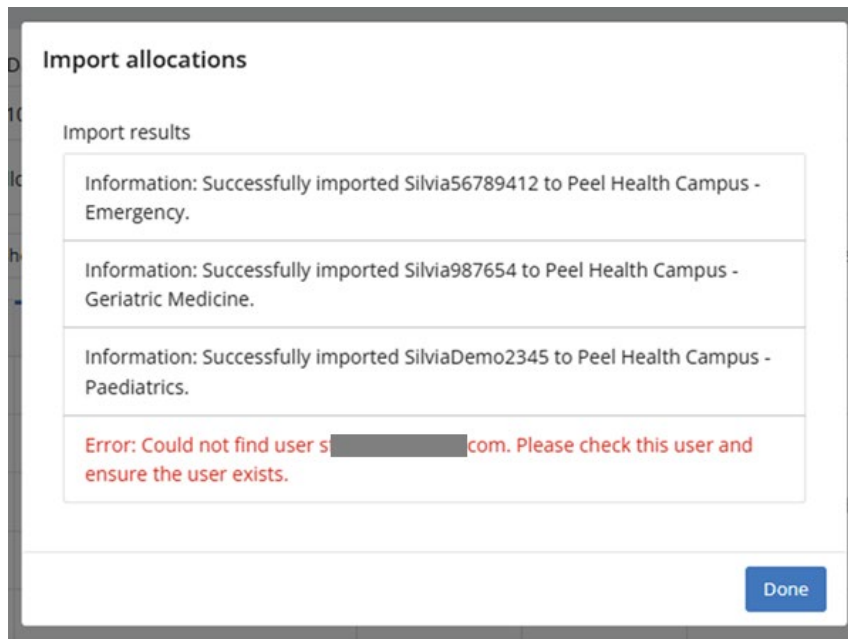 Import allocations
Import results
Information: Successfully imported Silvia56789412 to Peel Health Campus -
Emergency.
Information: Successfully imported Silvia987654 to Peel Health Campus -
Geriatric Medicine.
Information: Successfully imported SilviaDemo2345 to Peel Health Campus -
Paediatrics.
Error: Could not find user com. Please check this user and
ensure the user exists.
Done